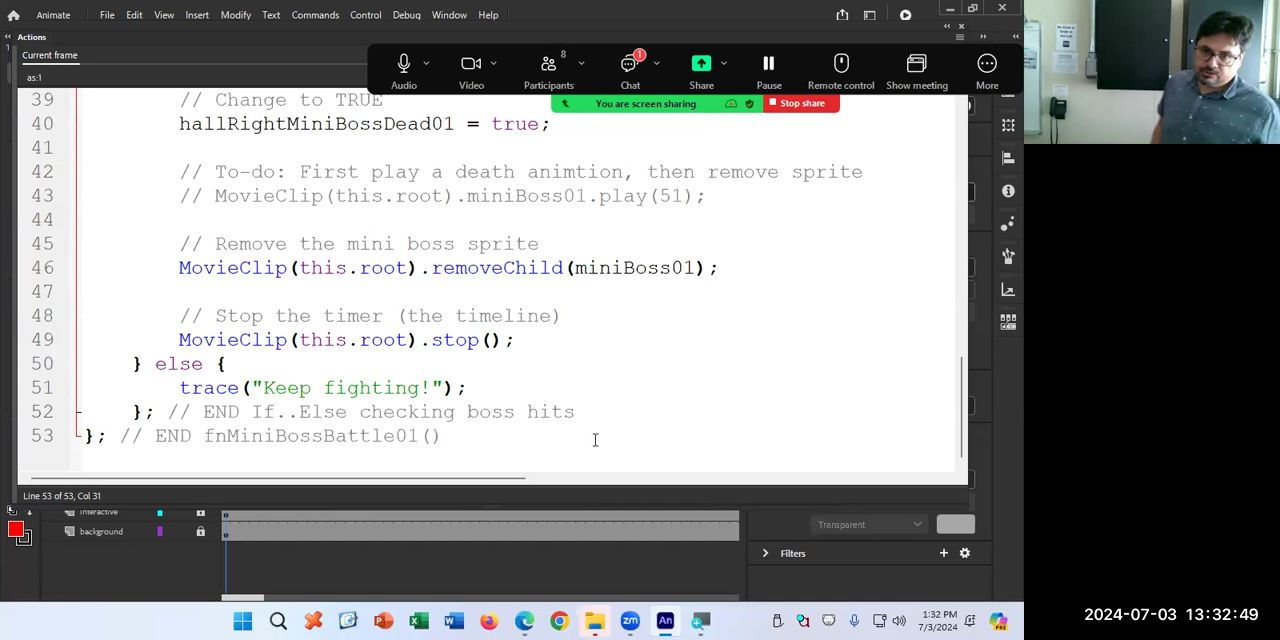 Animate File Edit View Insert Modify Text Commands Control Debug Window Help
Actions
Current frame
as:1
8
1
Audio Video Participants Chat Share Pause Remote control Show meeting More
You are screen sharing Stop share
39 // Change to TRUE
40 hallRightMiniBossDead01 = true;
41
42 // To-do: First play a death animtion, then remove sprite
43 // MovieClip(this.root).miniBoss01.play(51);
44
45 // Remove the mini boss sprite
46 MovieClip(this.root).removeChild(miniBoss01);
47
48 // Stop the timer (the timeline)
49 MovieClip(this.root).stop();
50 } else {
51 trace("Keep fighting!");
52 }; // END If..Else checking boss hits
53 }; // END fnMiniBossBattle01()
Line 53 of 53, Col 31
interactive
background
Transparent
Filters
1:32 PM
7/3/2024
2024-07-03 13:32:49